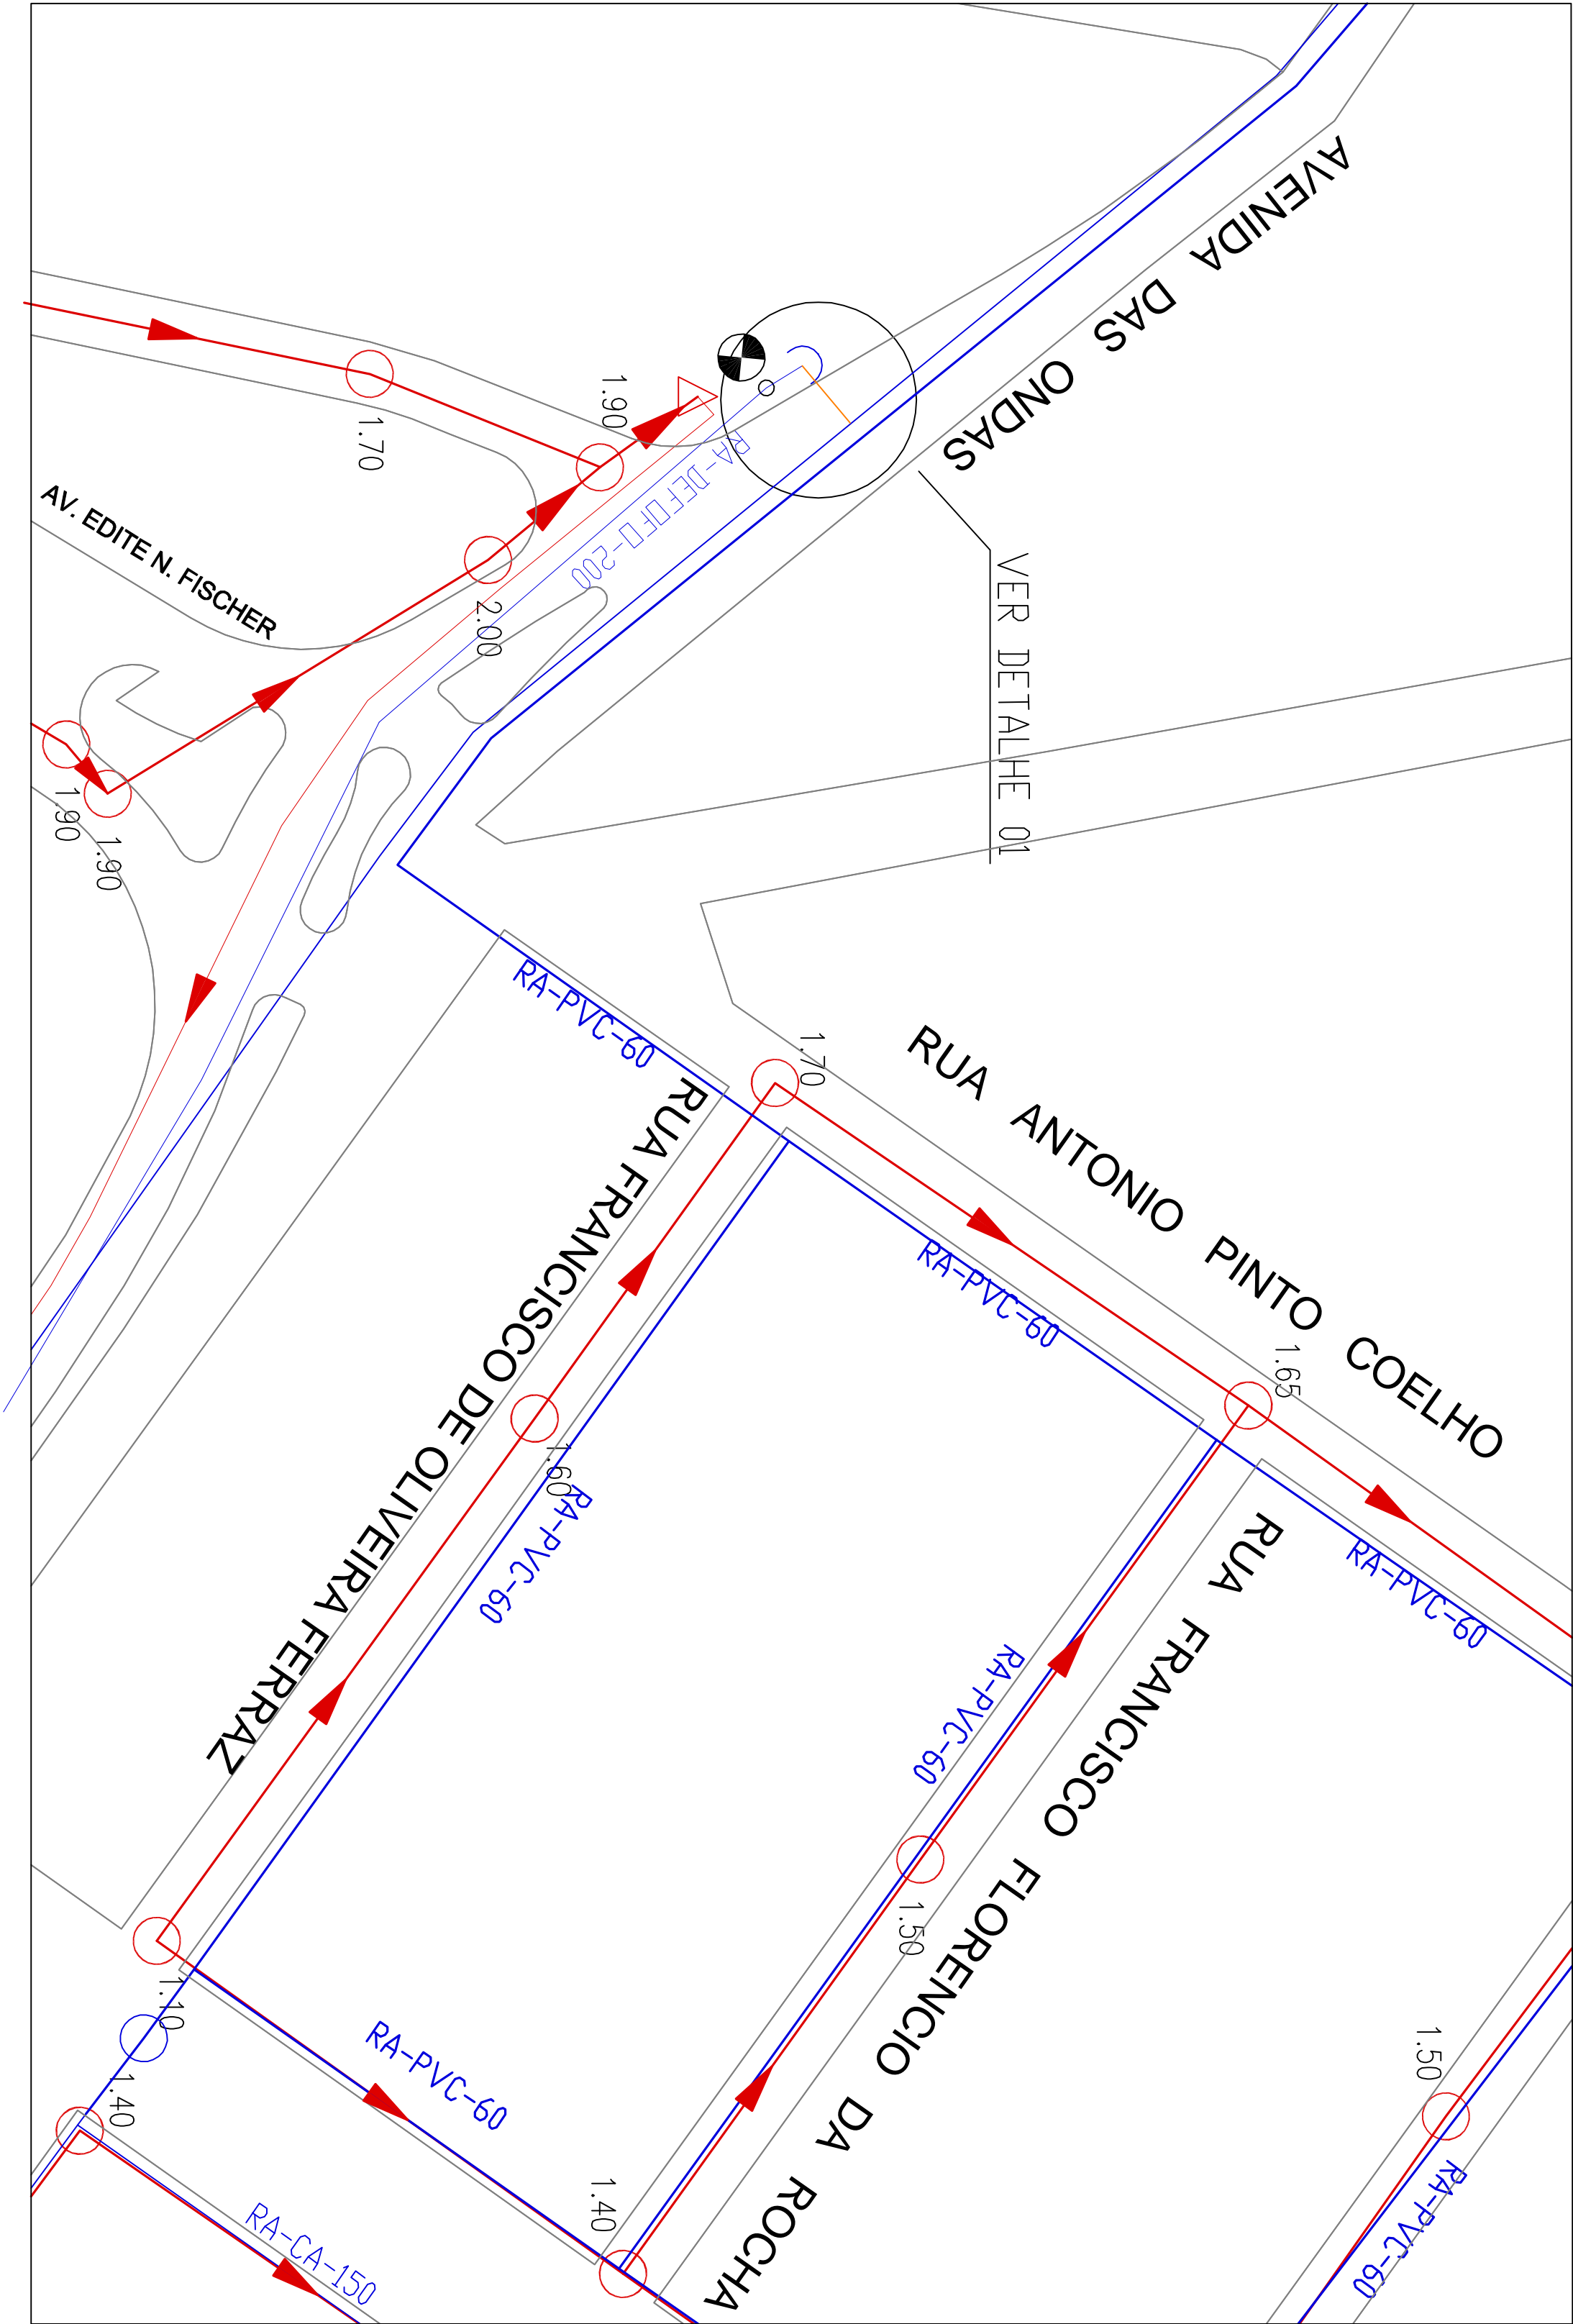 AVENIDA DAS ONDAS
1.90
1.70
RA-DEFOFO-200
AV. EDITE N. FISCHER
VER DETALHE 01
2.00
1.90
1.90
RA-PVC-60
1.70
RUA ANTONIO PINTO COELHO
RUA FRANCISCO DE OLIVEIRA FERRAZ
RA-PVC-60
1.65
1.60
RA-PVC-60
RA-PVC-60
RUA FRANCISCO FLORENCIO DA ROCHA
RA-PVC-60
1.50
1.10
RA-PVC-60
1.40
1.50
RA-PVC-60
1.40
RA-CA-150